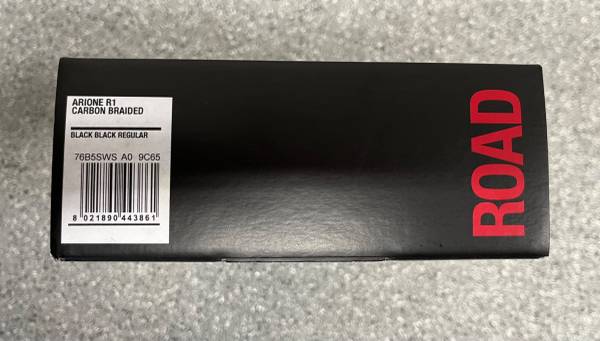 ARIONE R1
CARBON BRAIDED
BLACK BLACK REGULAR
76B5SWS A0 9C65
8 021890 443861
ROAD